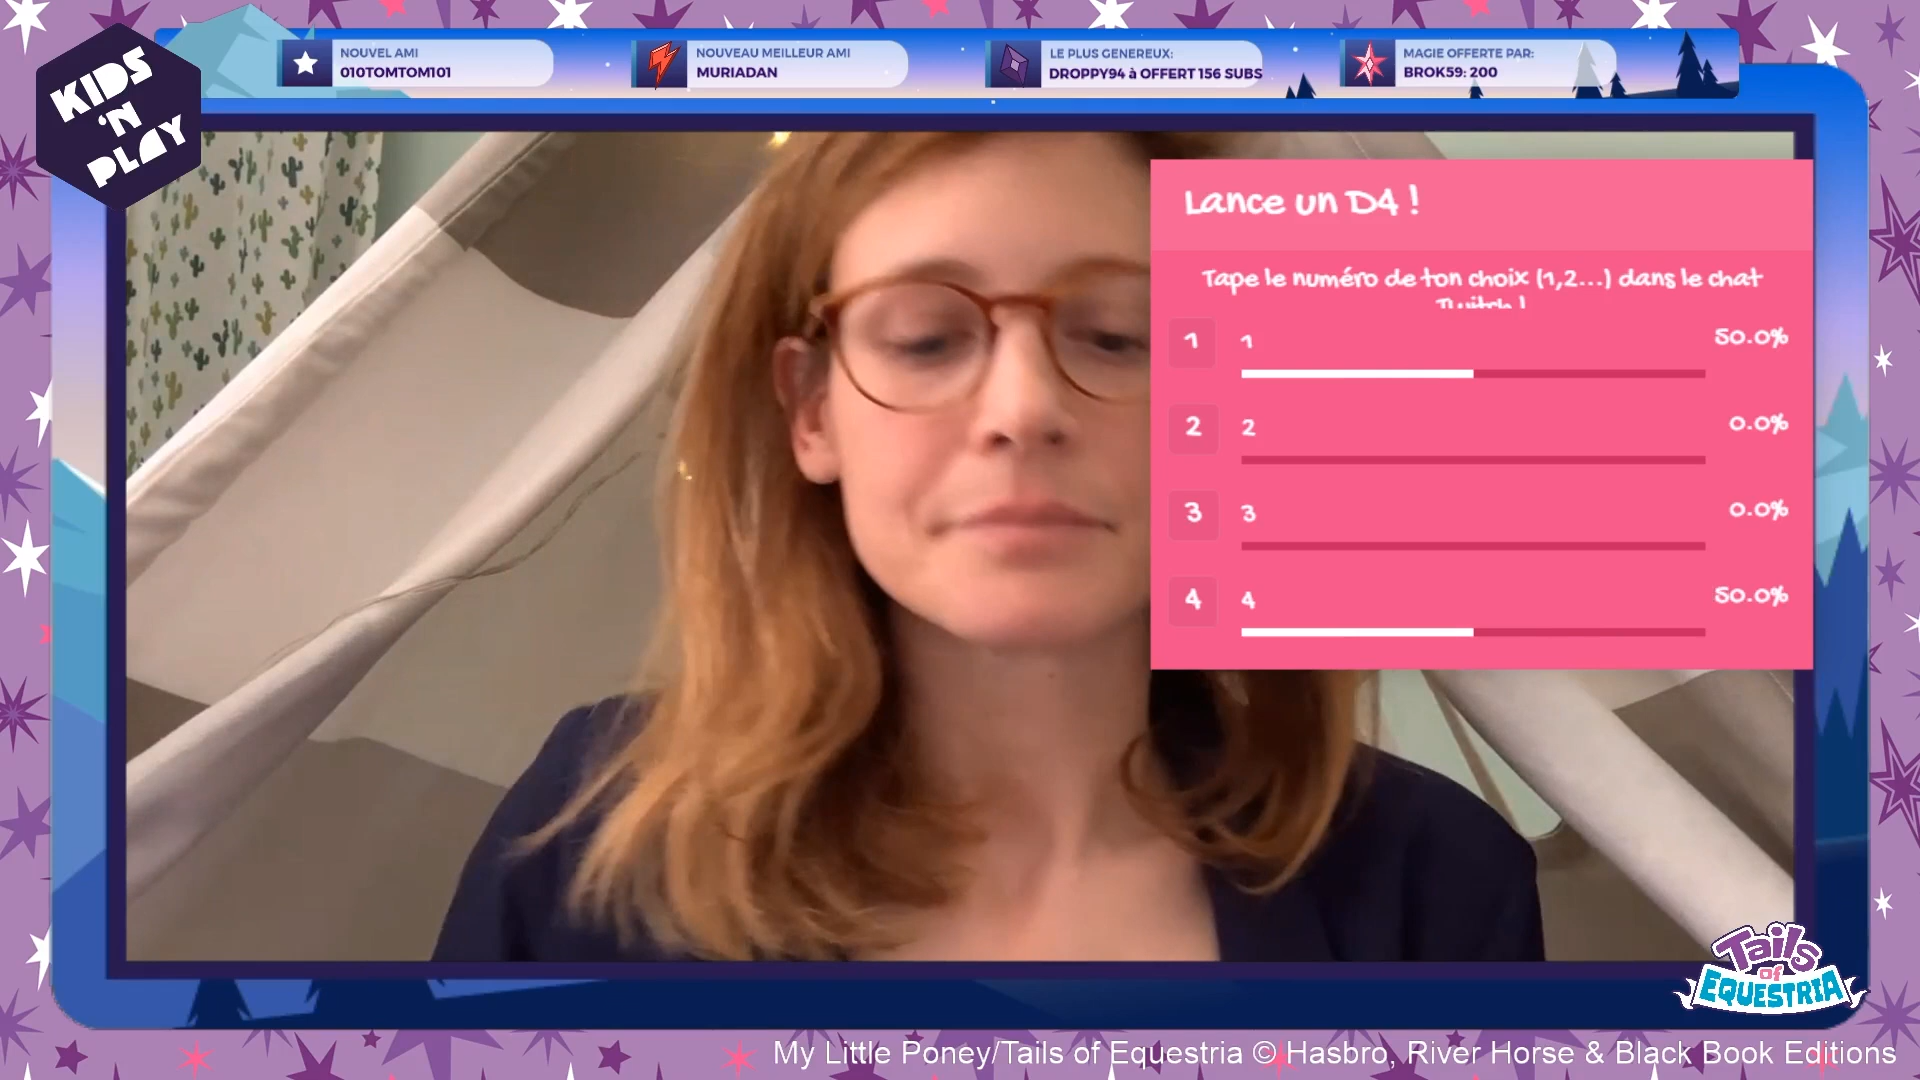 KIDS
'N
PLAY
NOUVEL AMI
010TOMTOM101
NOUVEAU MEILLEUR AMI
MURIADAN
LE PLUS GENEREUX:
DROPPY94 à OFFERT 156 SUBS
MAGIE OFFERTE PAR:
BROK59: 200
Lance un D4 !
Tape le numéro de ton choix (1,2...) dans le chat
Twitch !
1 1 50.0%
2 2 0.0%
3 3 0.0%
4 4 50.0%
Tails
of
EQUESTRIA
My Little Poney/Tails of Equestria © Hasbro, River Horse & Black Book Editions